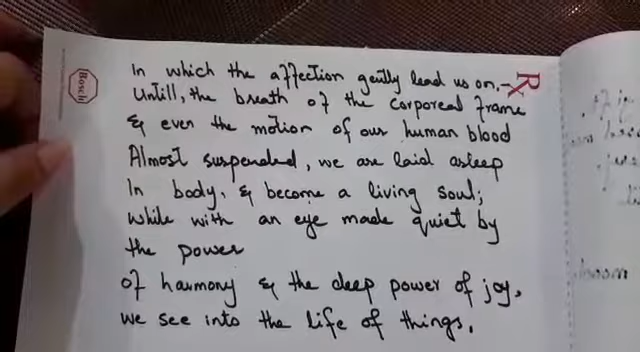 Bosch
Rx
In which the affection gently lead us on,-
Untill, the breath of the corporeal frame
& even the motion of our human blood
Almost suspended, we are laid asleep
In body, & become a living soul;
while with an eye made quiet by
the power
of harmony & the deep power of joy,
we see into the life of things.